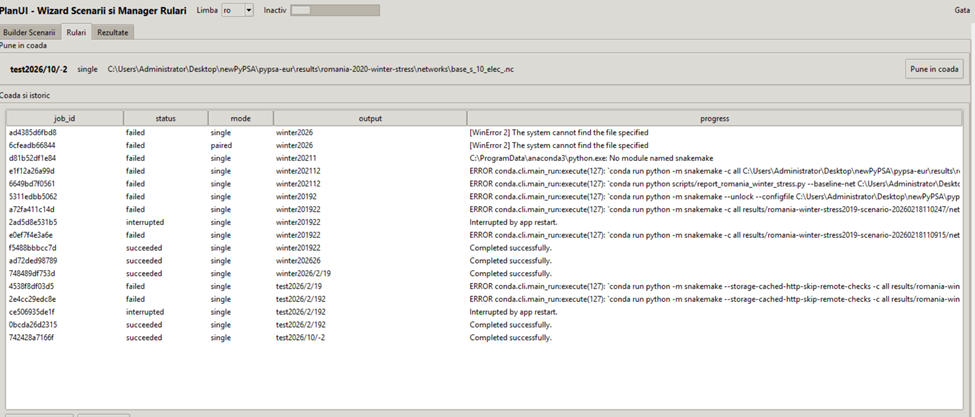 PlanUI - Wizard Scenarii si Manager Rulari Limba ro Inactiv Gata
Builder Scenarii Rulari Rezultate
Pune in coada
test2026/10/-2 single C:\Users\Administrator\Desktop\newPyPSA\pypsa-eur\results\romania-2020-winter-stress\networks\base_s_10_elec_.nc Pune in coada
Coada si istoric
job_id status mode output progress
ad4385d6fbd8 failed single winter2026 [WinError 2] The system cannot find the file specified
6cfeadb66844 failed paired winter2026 [WinError 2] The system cannot find the file specified
d81b52df1e84 failed single winter20211 C:\ProgramData\anaconda3\python.exe: No module named snakemake
e1f12a26a99d failed single winter202112 ERROR conda.cli.main_run:execute(127): `conda run python -m snakemake -c all C:\Users\Administrator\Desktop\newPyPSA\pypsa-eur\results\r
6649bd7f0561 failed single winter202112 ERROR conda.cli.main_run:execute(127): `conda run python scripts/report_romania_winter_stress.py --baseline-net C:\Users\Administrator\Deskto
5311edbb5062 failed single winter20192 ERROR conda.cli.main_run:execute(127): `conda run python -m snakemake --unlock --configfile C:\Users\Administrator\Desktop\newPyPSA\pyp
a72fa411c14d failed single winter201922 ERROR conda.cli.main_run:execute(127): `conda run python -m snakemake -c all results/romania-winter-stress2019-scenario-20260218110247/net
2ad5d8e531b5 interrupted single winter201922 Interrupted by app restart.
e0ef7f4e3a6e failed single winter201922 ERROR conda.cli.main_run:execute(127): `conda run python -m snakemake -c all results/romania-winter-stress2019-scenario-20260218110915/net
f5488bbbcc7d succeeded single winter201922 Completed successfully.
ad72ded98789 succeeded single winter202626 Completed successfully.
748489df753d succeeded single winter2026/2/19 Completed successfully.
4538f8df03d5 failed single test2026/2/19 ERROR conda.cli.main_run:execute(127): `conda run python -m snakemake --storage-cached-http-skip-remote-checks -c all results/romania-win
2e4cc29edc8e failed single test2026/2/192 ERROR conda.cli.main_run:execute(127): `conda run python -m snakemake --storage-cached-http-skip-remote-checks -c all results/romania-win
ce506935de1f interrupted single test2026/2/192 Interrupted by app restart.
0bcda26d2315 succeeded single test2026/2/192 Completed successfully.
742428a7166f succeeded single test2026/10/-2 Completed successfully.